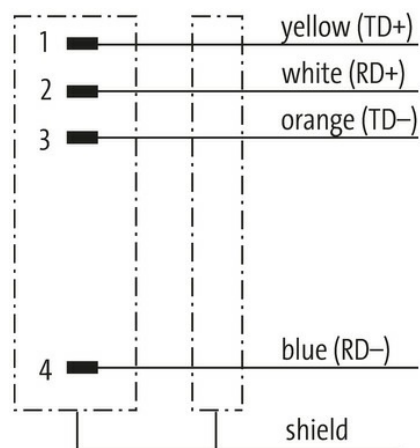 1 yellow (TD+)
2 white (RD+)
3 orange (TD–)
4 blue (RD–)
shield